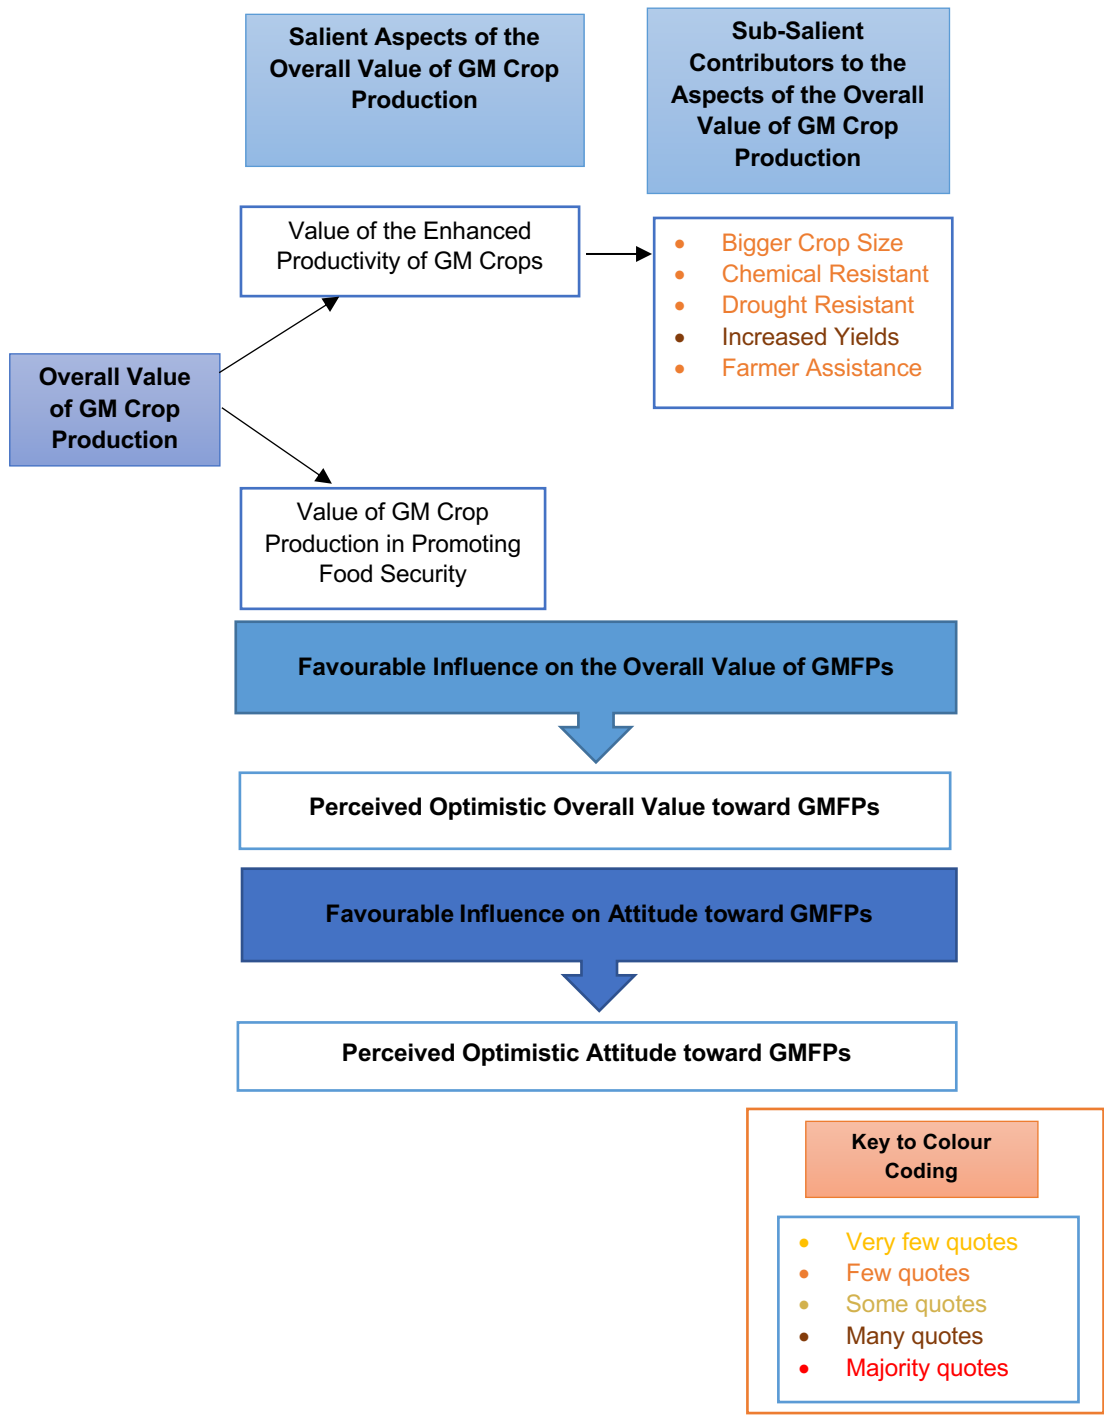 Salient Aspects of the
Overall Value of GM Crop
Production
Sub-Salient
Contributors to the
Aspects of the Overall
Value of GM Crop
Production
Value of the Enhanced
Productivity of GM Crops
• Bigger Crop Size
• Chemical Resistant
• Drought Resistant
• Increased Yields
• Farmer Assistance
Overall Value
of GM Crop
Production
Value of GM Crop
Production in Promoting
Food Security
Favourable Influence on the Overall Value of GMFPs
Perceived Optimistic Overall Value toward GMFPs
Favourable Influence on Attitude toward GMFPs
Perceived Optimistic Attitude toward GMFPs
Key to Colour
Coding
• Very few quotes
• Few quotes
• Some quotes
• Many quotes
• Majority quotes